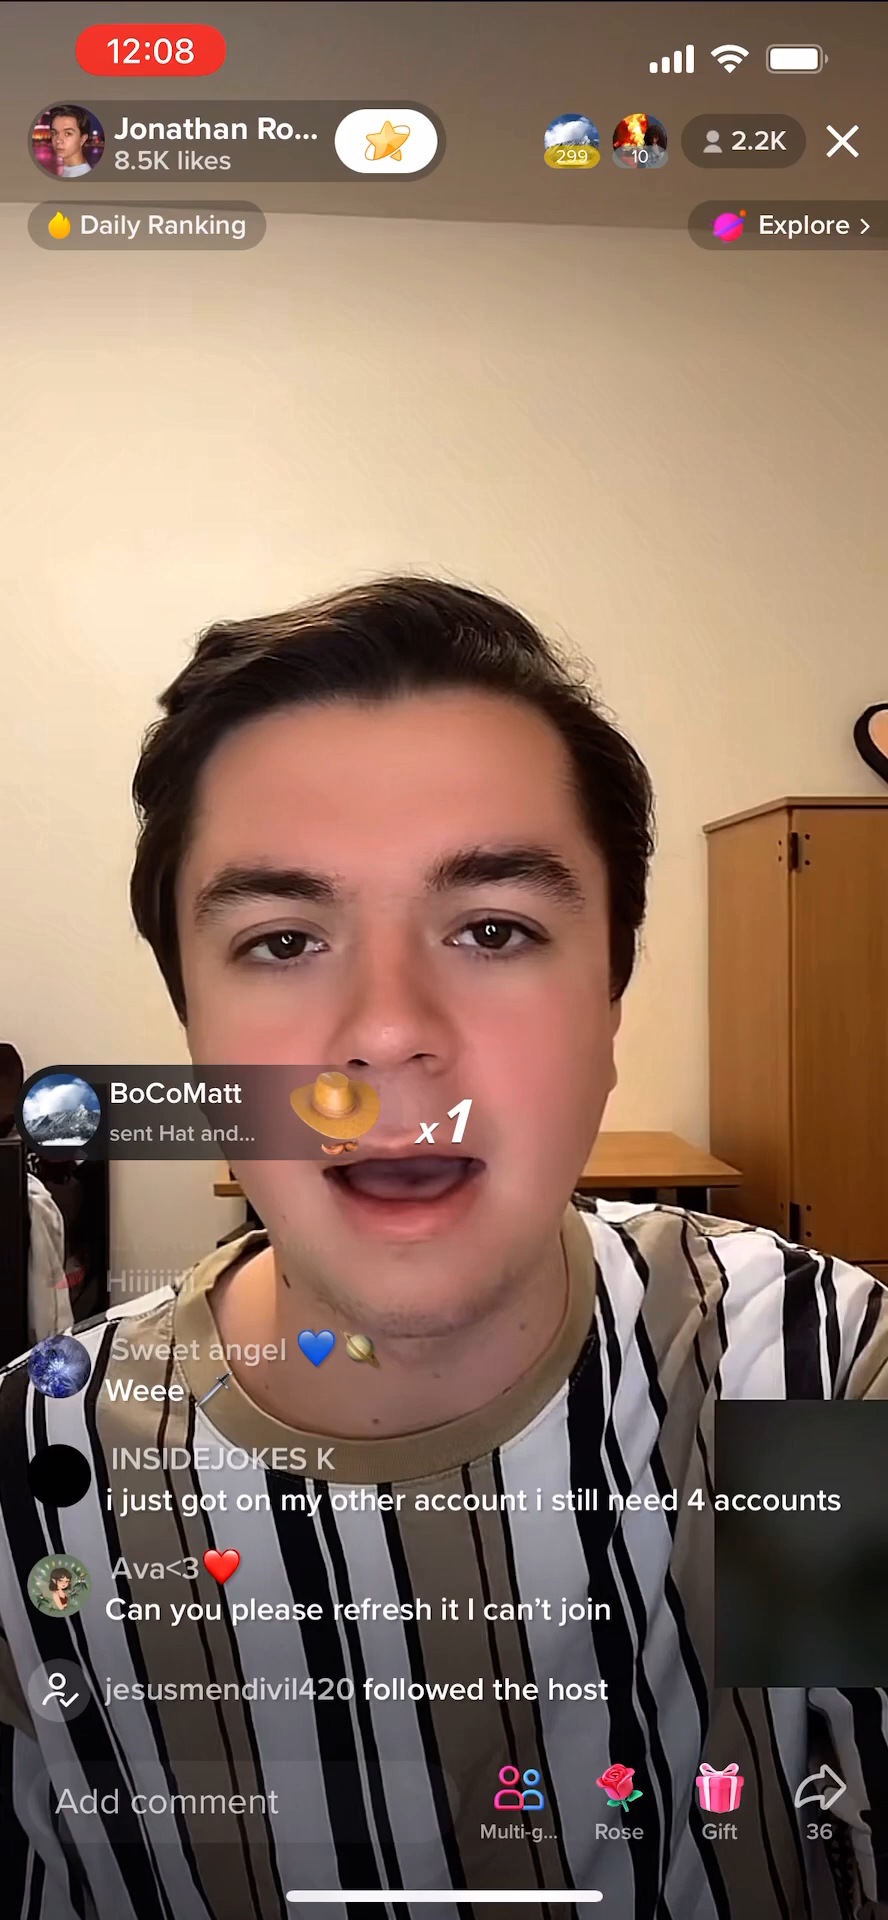 12:08
Jonathan Ro...
8.5K likes
299
10
2.2K
Daily Ranking
Explore >
BoCoMatt
sent Hat and...
x1
Hiiiiiiiii
Sweet angel 💙🪐
Weee 🗡️
INSIDEJOKES K
i just got on my other account i still need 4 accounts
Ava<3❤️
Can you please refresh it I can't join
jesusmendivil420 followed the host
Add comment
Multi-g...
Rose
Gift
36